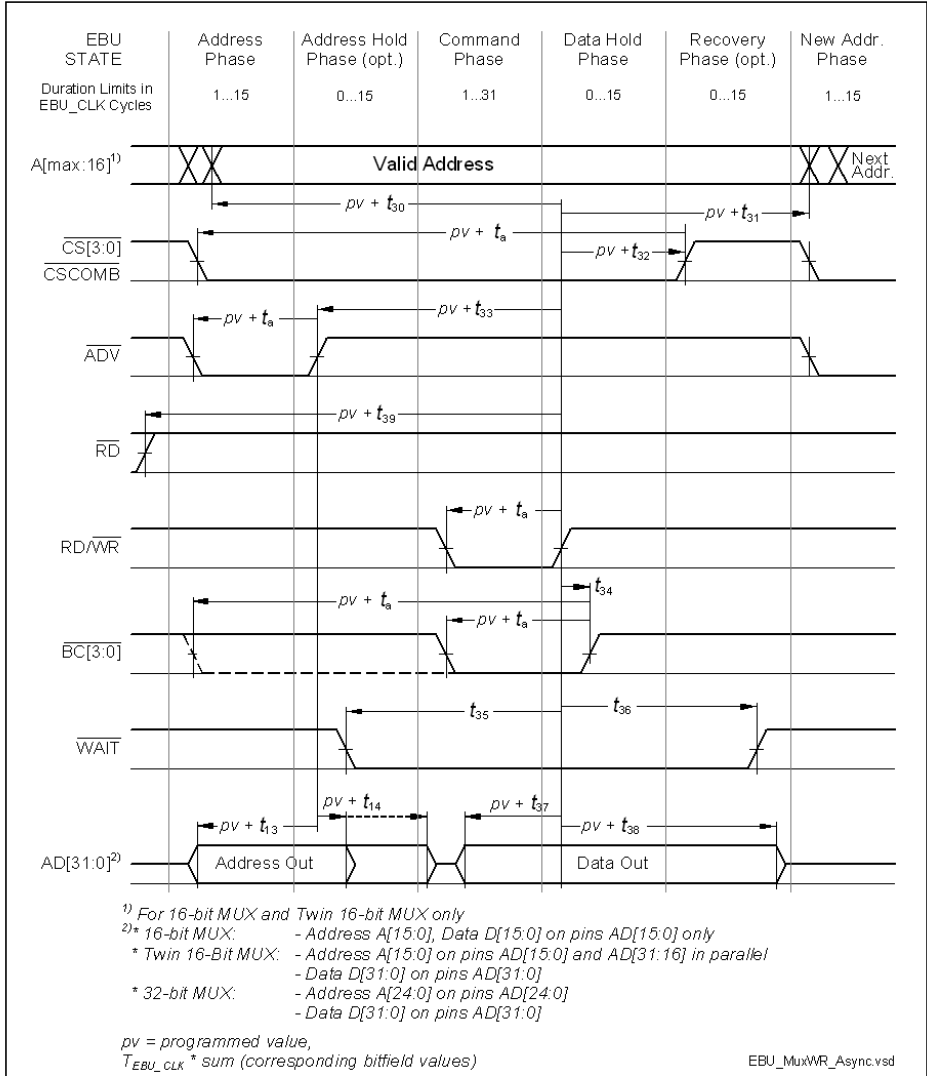 EBU STATE
Address Phase
Address Hold Phase (opt.)
Command Phase
Data Hold Phase
Recovery Phase (opt.)
New Addr. Phase
Duration Limits in EBU_CLK Cycles
1...15
0...15
1...31
0...15
0...15
1...15
A[max:16]1)
Valid Address
Next Addr.
pv + t30
pv + t31
CS[3:0]
CSCOMB
pv + ta
pv + t32
ADV
pv + ta
pv + t33
RD
pv + t39
RD/WR
pv + ta
t34
BC[3:0]
pv + ta
pv + ta
WAIT
t35
t36
AD[31:0]2)
pv + t13
pv + t14
pv + t37
pv + t38
Address Out
Data Out
1) For 16-bit MUX and Twin 16-bit MUX only
2)* 16-bit MUX: - Address A[15:0], Data D[15:0] on pins AD[15:0] only
* Twin 16-Bit MUX: - Address A[15:0] on pins AD[15:0] and AD[31:16] in parallel
- Data D[31:0] on pins AD[31:0]
* 32-bit MUX: - Address A[24:0] on pins AD[24:0]
- Data D[31:0] on pins AD[31:0]
pv = programmed value,
TEBU_CLK * sum (corresponding bitfield values)
EBU_MuxWR_Async.vsd